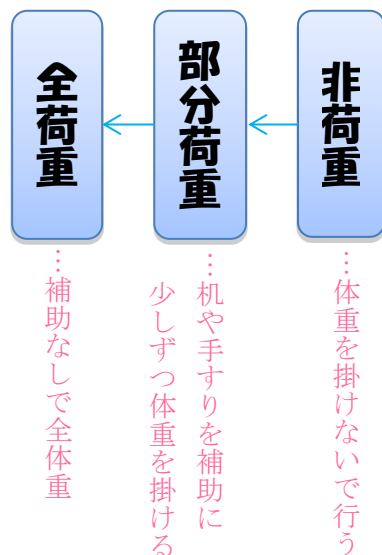 非荷重
…体重を掛けないで行う
部分荷重
…机や手すりを補助に
少しずつ体重を掛ける
全荷重
…補助なしで全体重